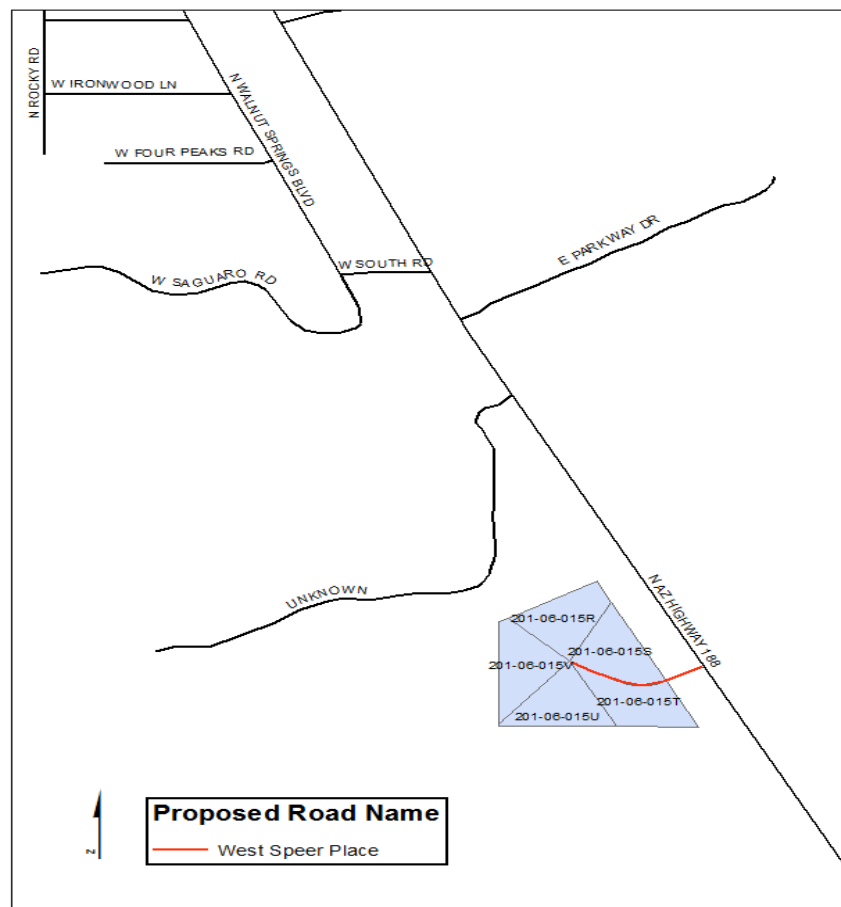 N ROCKY RD
W IRONWOOD LN
N WALNUT SPRINGS BLVD
W FOUR PEAKS RD
E PARKWAY DR
W SOUTH RD
W SAGUARO RD
UNKNOWN
N AZ HIGHWAY 188
201-06-015R
201-06-015S
201-06-015V
201-06-015T
201-06-015U
Proposed Road Name
West Speer Place
N